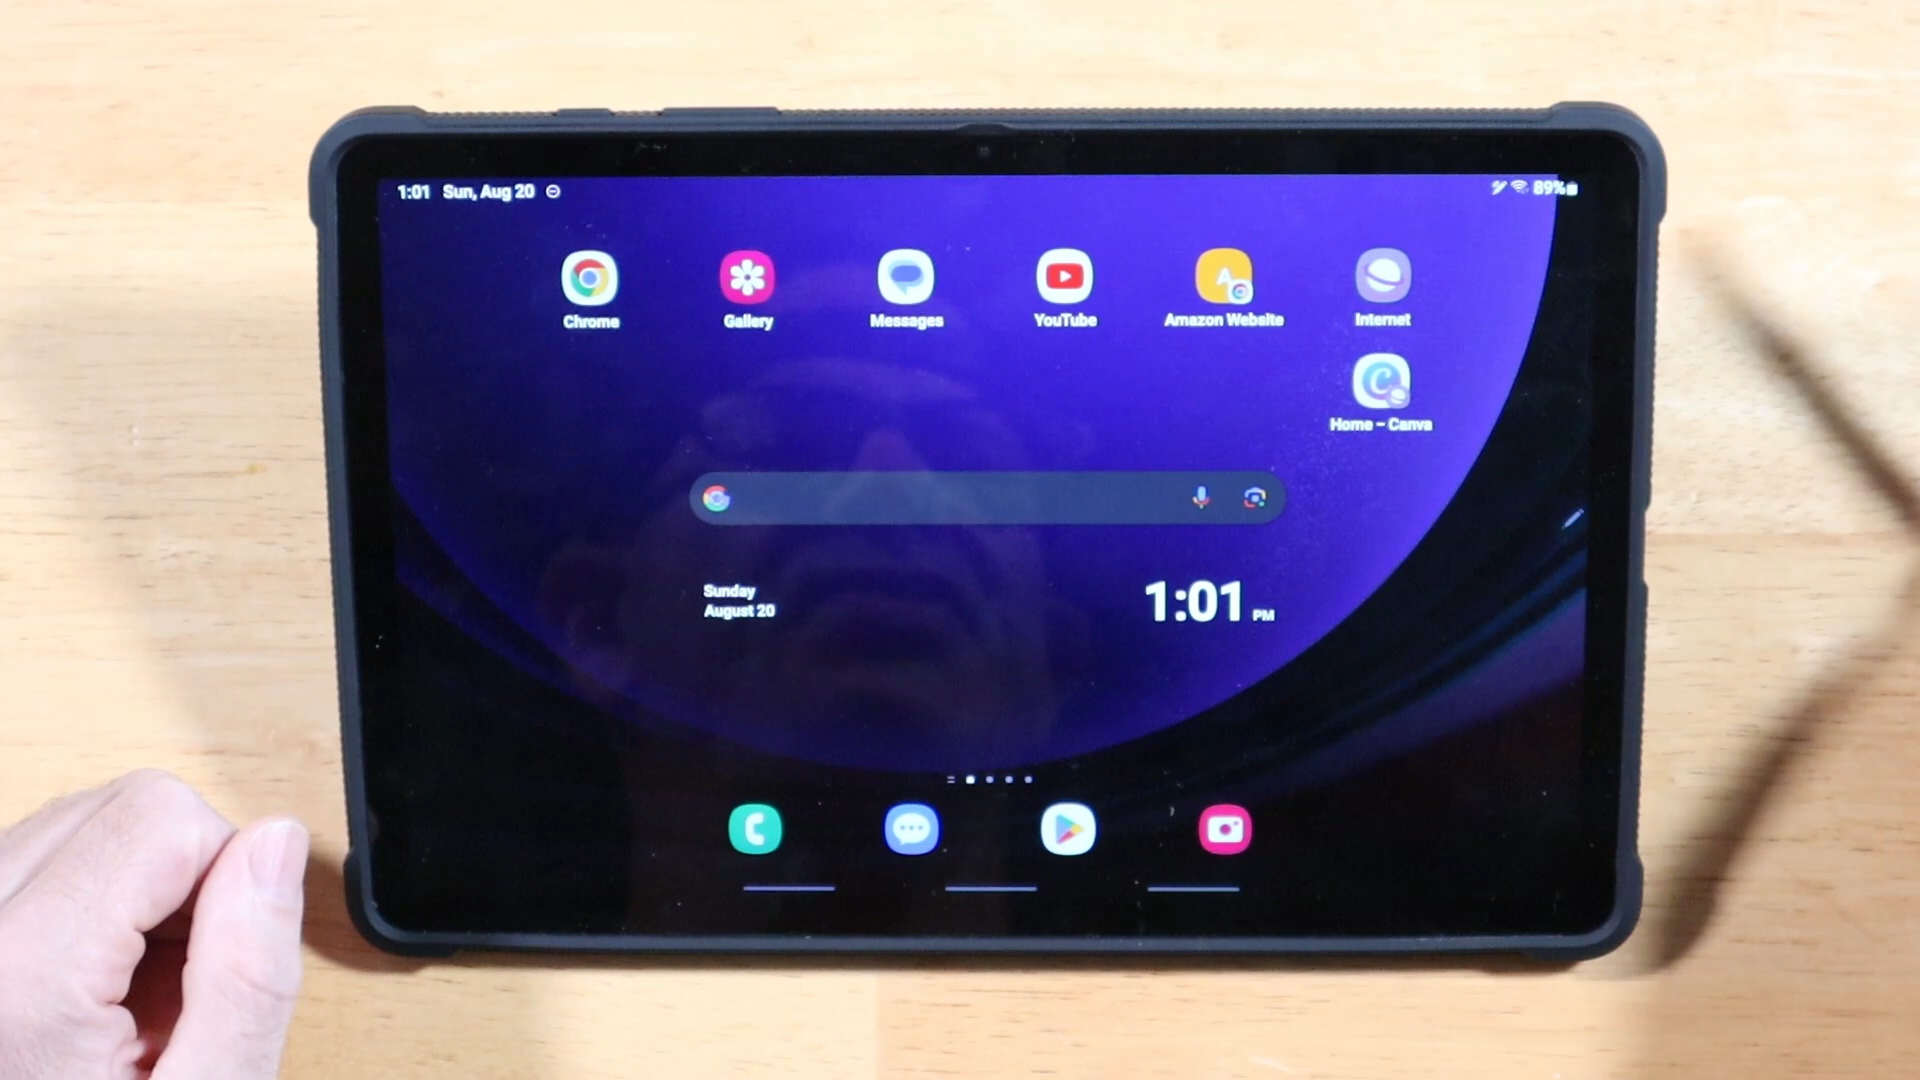 1:01 Sun, Aug 20 89%
Chrome Gallery Messages YouTube Amazon Website Internet
A
C
Home – Canva
Sunday
August 20
1:01 PM